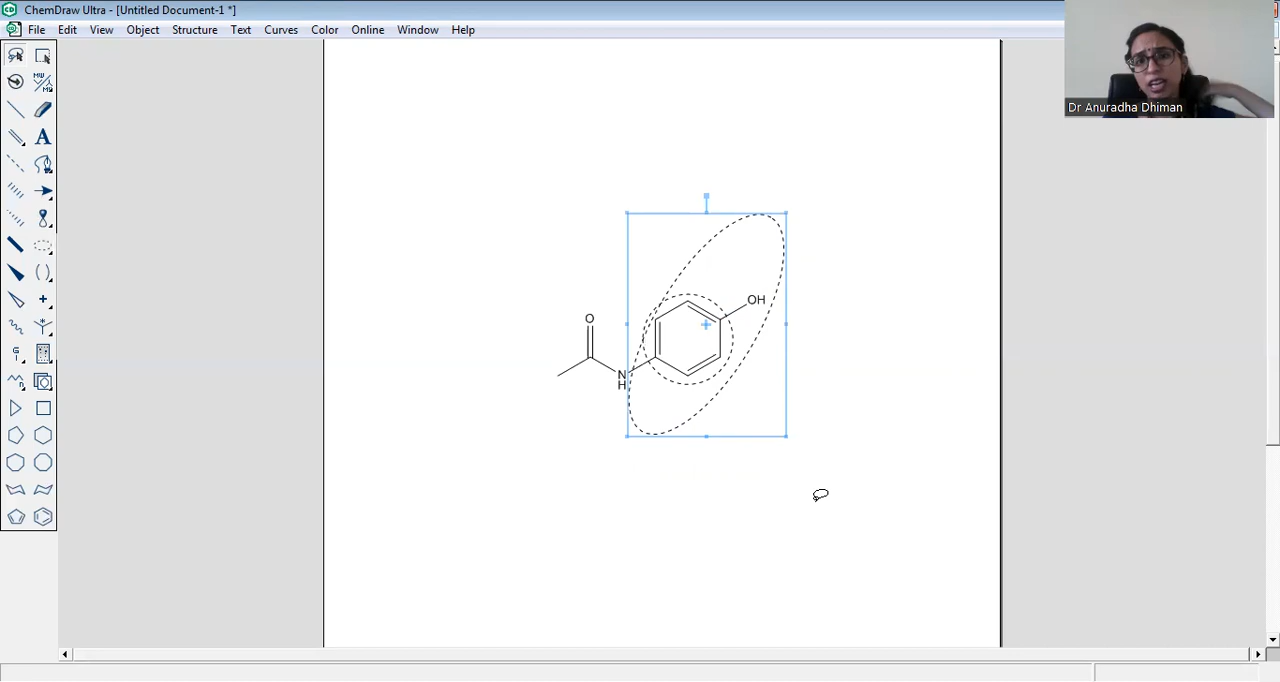 ChemDraw Ultra - [Untitled Document-1 *]
File Edit View Object Structure Text Curves Color Online Window Help
Dr Anuradha Dhiman
A
OH
O
N
H